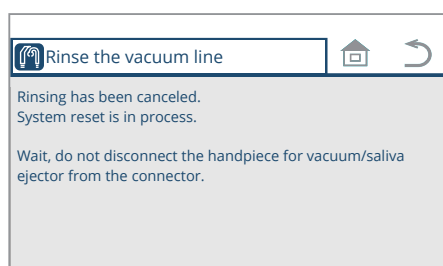 Rinse the vacuum line
Rinsing has been canceled.
System reset is in process.
Wait, do not disconnect the handpiece for vacuum/saliva
ejector from the connector.